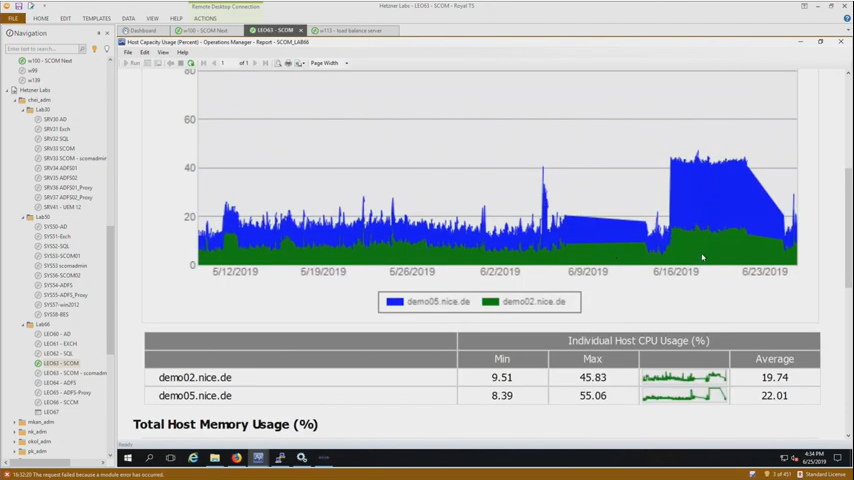 Remote Desktop Connection
Hetzner Labs - LEO63 - SCOM - Royal TS
FILE HOME EDIT TEMPLATES DATA VIEW HELP ACTIONS
Navigation
Enter text to search...
w100 - SCOM Nest
w99
w139
Hetzner Labs
chei_adm
Lab30
SRV30 AD
SRV31 Exch
SRV32 SQL
SRV33 SCOM
SRV33 SCOM - scomadmin
SRV34 ADFS01
SRV35 ADFS02
SRV36 ADFS01_Proxy
SRV37 ADFS02_Proxy
SRV41 - UEM 12
Lab50
SYS50-AD
SYS51-Exch
SYS52-SQL
SYS53-SCOM01
SYS53 scomadmin
SYS56-SCOM02
SYS54-ADFS
SYS55-ADFS_Proxy
SYS57-win2012
SYS58-BES
Lab66
LEO60 - AD
LEO61 - EXCH
LEO62 - SQL
LEO63 - SCOM
LEO63 - SCOM - scomadm
LEO64 - ADFS
LEO65 - ADFS-Proxy
LEO66 - SCCM
LEO67
mkan_adm
nk_adm
okol_adm
pk_adm
Dashboard
w100 - SCOM Nest
LEO63 - SCOM
w113 - load balance server
Host Capacity Usage (Percent) - Operations Manager - Report - SCOM_LAB66
File Edit View Help
Run
1 of 1
Page Width
80
60
40
20
0
5/12/2019 5/19/2019 5/26/2019 6/2/2019 6/9/2019 6/16/2019 6/23/2019
demo05.nice.de demo02.nice.de
Individual Host CPU Usage (%)
Min Max Average
demo02.nice.de 9.51 45.83 19.74
demo05.nice.de 8.39 55.06 22.01
Total Host Memory Usage (%)
Ready
4:34 PM
6/25/2019
16:32:20 The request failed because a module error has occurred.
3 of 451
Standard License